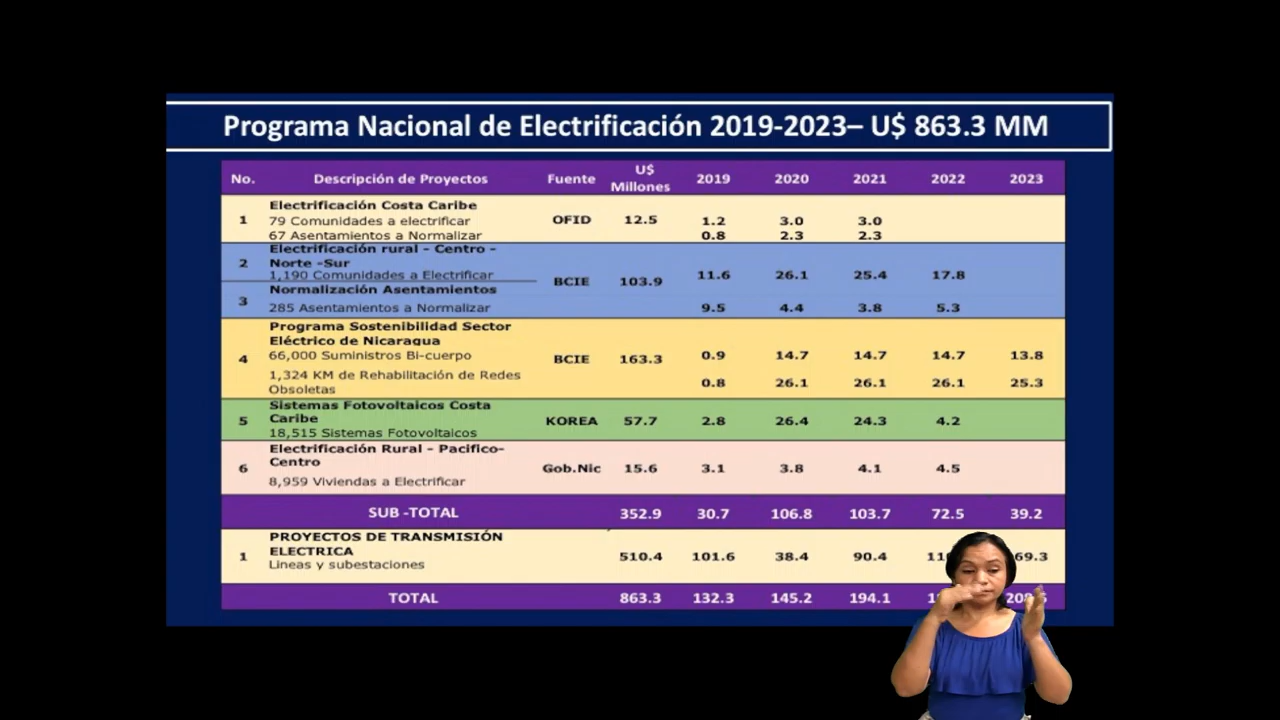 Programa Nacional de Electrificación 2019-2023– U$ 863.3 MM
No. Descripción de Proyectos Fuente U$ Millones 2019 2020 2021 2022 2023
Electrificación Costa Caribe
1 79 Comunidades a electrificar OFID 12.5 1.2 3.0 3.0
67 Asentamientos a Normalizar 0.8 2.3 2.3
Electrificación rural - Centro -
2 Norte -Sur
1,190 Comunidades a Electrificar 11.6 26.1 25.4 17.8
BCIE 103.9
3 Normalización Asentamientos
285 Asentamientos a Normalizar 9.5 4.4 3.8 5.3
Programa Sostenibilidad Sector
Eléctrico de Nicaragua
4 66,000 Suministros Bi-cuerpo BCIE 163.3 0.9 14.7 14.7 14.7 13.8
1,324 KM de Rehabilitación de Redes
Obsoletas 0.8 26.1 26.1 26.1 25.3
Sistemas Fotovoltaicos Costa
5 Caribe KOREA 57.7 2.8 26.4 24.3 4.2
18,515 Sistemas Fotovoltaicos
Electrificación Rural - Pacifico-
6 Centro Gob.Nic 15.6 3.1 3.8 4.1 4.5
8,959 Viviendas a Electrificar
SUB -TOTAL 352.9 30.7 106.8 103.7 72.5 39.2
PROYECTOS DE TRANSMISIÓN
1 ELECTRICA 510.4 101.6 38.4 90.4
Lineas y subestaciones
TOTAL 863.3 132.3 145.2 194.1